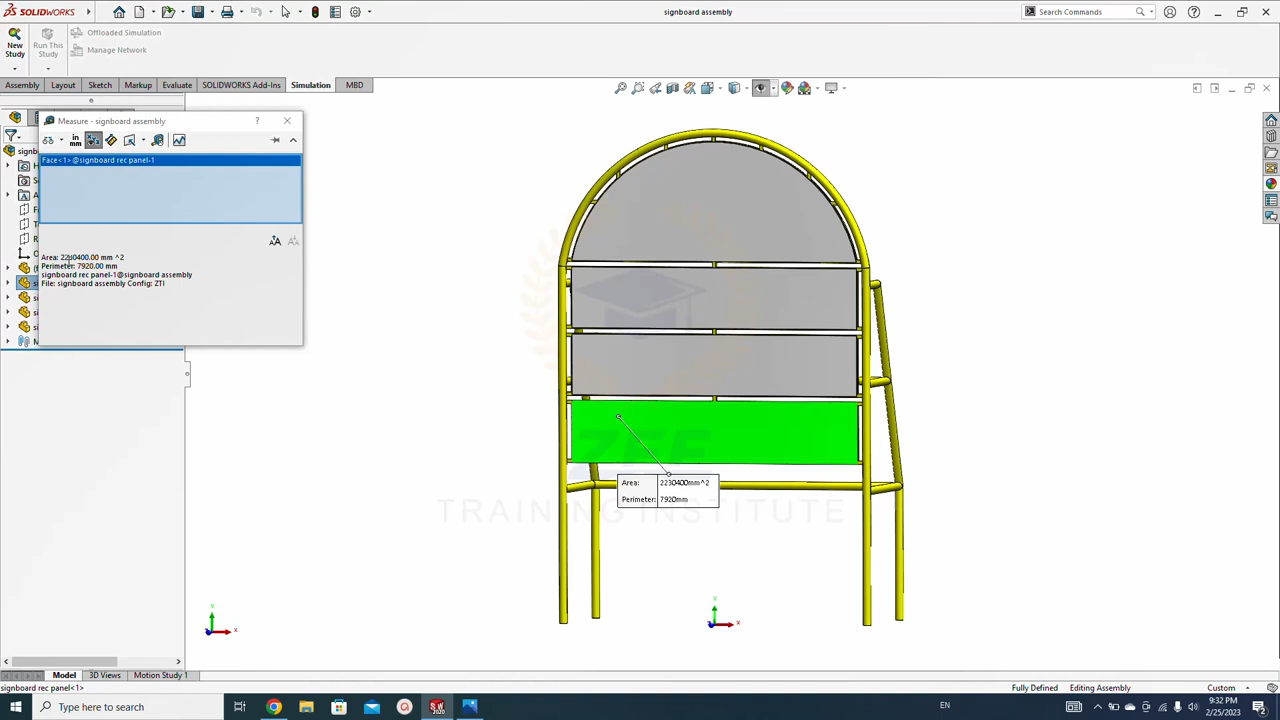 SOLIDWORKS
signboard assembly
Search Commands
New Study
Run This Study
Offloaded Simulation
Manage Network
Assembly
Layout
Sketch
Markup
Evaluate
SOLIDWORKS Add-Ins
Simulation
MBD
Measure - signboard assembly
?
in
mm
Face<1>@signboard rec panel-1
Area: 2230400.00 mm ^2
Perimeter: 7920.00 mm
signboard rec panel-1@signboard assembly
File: signboard assembly Config: ZTI
Area: 2230400mm^2
Perimeter: 7920mm
ZEE
TRAINING INSTITUTE
Y
X
Z
Y
X
Z
Model
3D Views
Motion Study 1
signboard rec panel<1>
Fully Defined
Editing Assembly
Custom
Type here to search
EN
9:32 PM
2/25/2023